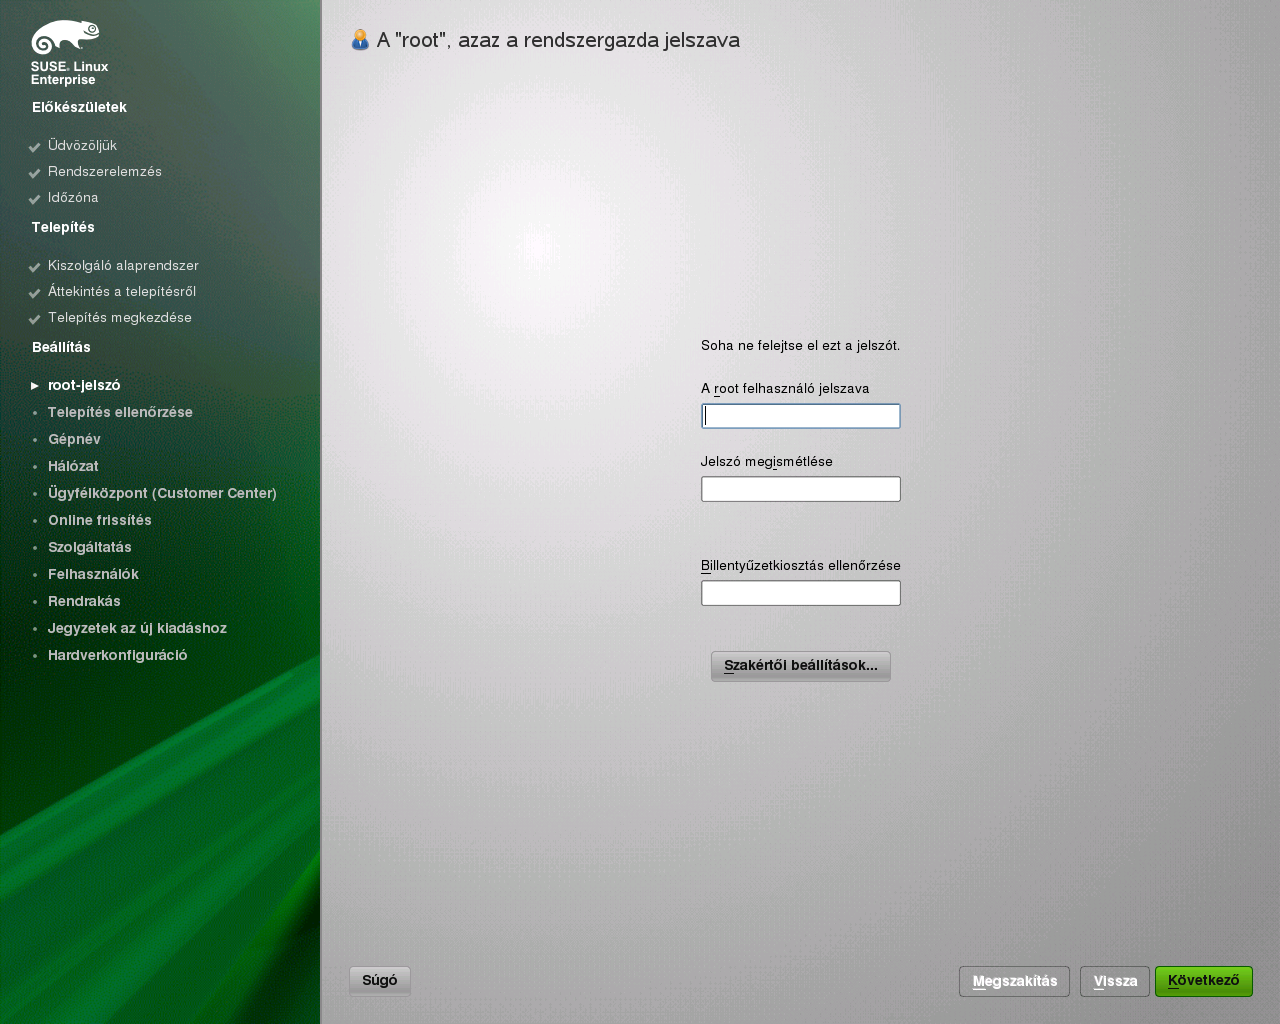 SUSE® Linux
Enterprise
Előkészületek
Üdvözöljük
Rendszerelemzés
Időzóna
Telepítés
Kiszolgáló alaprendszer
Áttekintés a telepítésről
Telepítés megkezdése
Beállítás
root-jelszó
Telepítés ellenőrzése
Gépnév
Hálózat
Ügyfélközpont (Customer Center)
Online frissítés
Szolgáltatás
Felhasználók
Rendrakás
Jegyzetek az új kiadáshoz
Hardverkonfiguráció
A "root", azaz a rendszergazda jelszava
Soha ne felejtse el ezt a jelszót.
A root felhasználó jelszava
Jelszó megismétlése
Billentyűzetkiosztás ellenőrzése
Szakértői beállítások...
Súgó
Megszakítás
Vissza
Következő